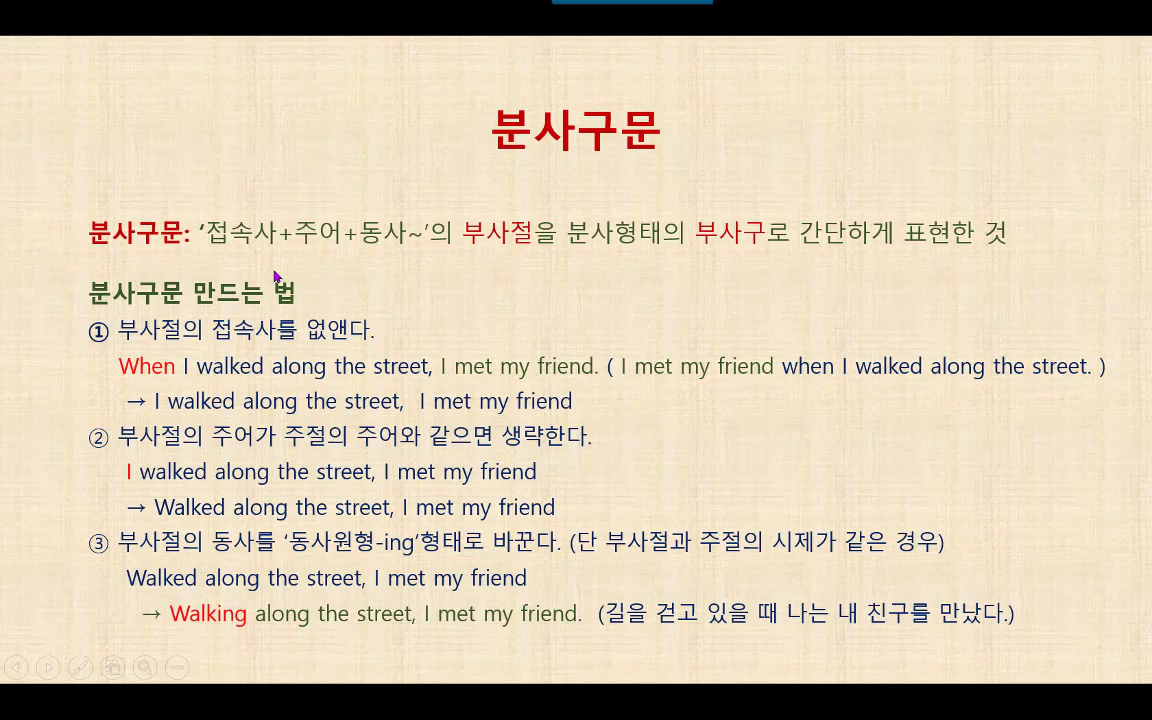 분사구문
분사구문: ‘접속사+주어+동사~’의 부사절을 분사형태의 부사구로 간단하게 표현한 것
분사구문 만드는 법
① 부사절의 접속사를 없앤다.
When I walked along the street, I met my friend. ( I met my friend when I walked along the street. )
→ I walked along the street,  I met my friend
② 부사절의 주어가 주절의 주어와 같으면 생략한다.
I walked along the street, I met my friend
→ Walked along the street, I met my friend
③ 부사절의 동사를 ‘동사원형-ing’형태로 바꾼다. (단 부사절과 주절의 시제가 같은 경우)
Walked along the street, I met my friend
→ Walking along the street, I met my friend.  (길을 걷고 있을 때 나는 내 친구를 만났다.)